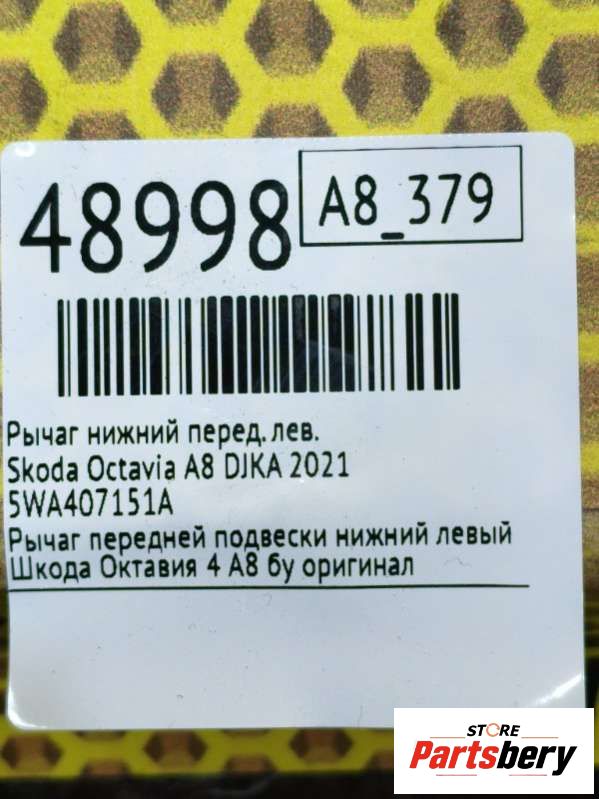 48998
A8_379
Рычаг нижний перед. лев.
Skoda Octavia A8 DJKA 2021
5WA407151A
Рычаг передней подвески нижний левый
Шкода Октавия 4 А8 бу оригинал
STORE
Partsbery